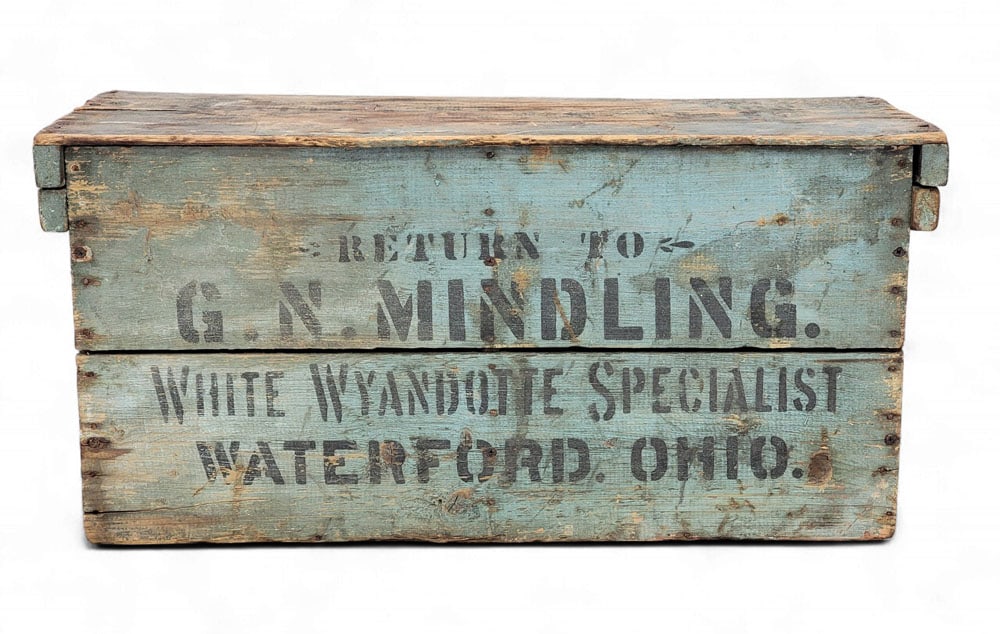 RETURN TO
G. N. MINDLING.
WHITE WYANDOTTE SPECIALIST
WATERFORD. OHIO.